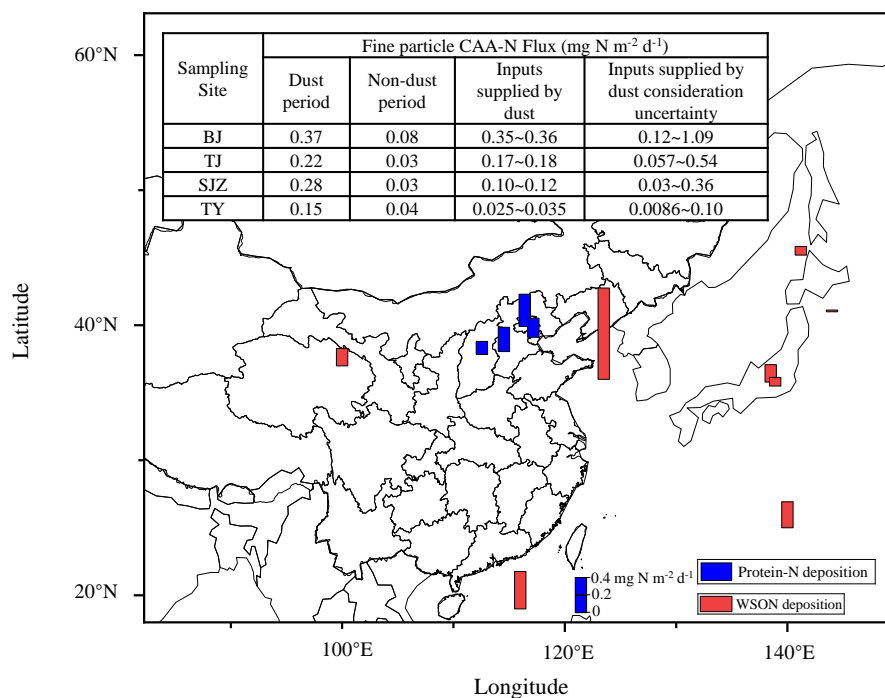 60°N
40°N
20°N
Latitude
Fine particle CAA-N Flux (mg N m⁻² d⁻¹)
Sampling Site
Dust period
Non-dust period
Inputs supplied by dust
Inputs supplied by dust consideration uncertainty
BJ 0.37 0.08 0.35~0.36 0.12~1.09
TJ 0.22 0.03 0.17~0.18 0.057~0.54
SJZ 0.28 0.03 0.10~0.12 0.03~0.36
TY 0.15 0.04 0.025~0.035 0.0086~0.10
0.4 mg N m⁻² d⁻¹
0.2
0
Protein-N deposition
WSON deposition
100°E 120°E 140°E
Longitude